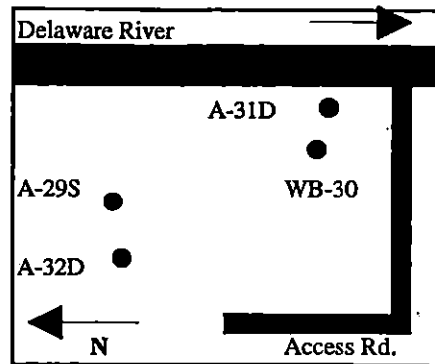 Delaware River
A-31D
WB-30
A-29S
A-32D
N
Access Rd.